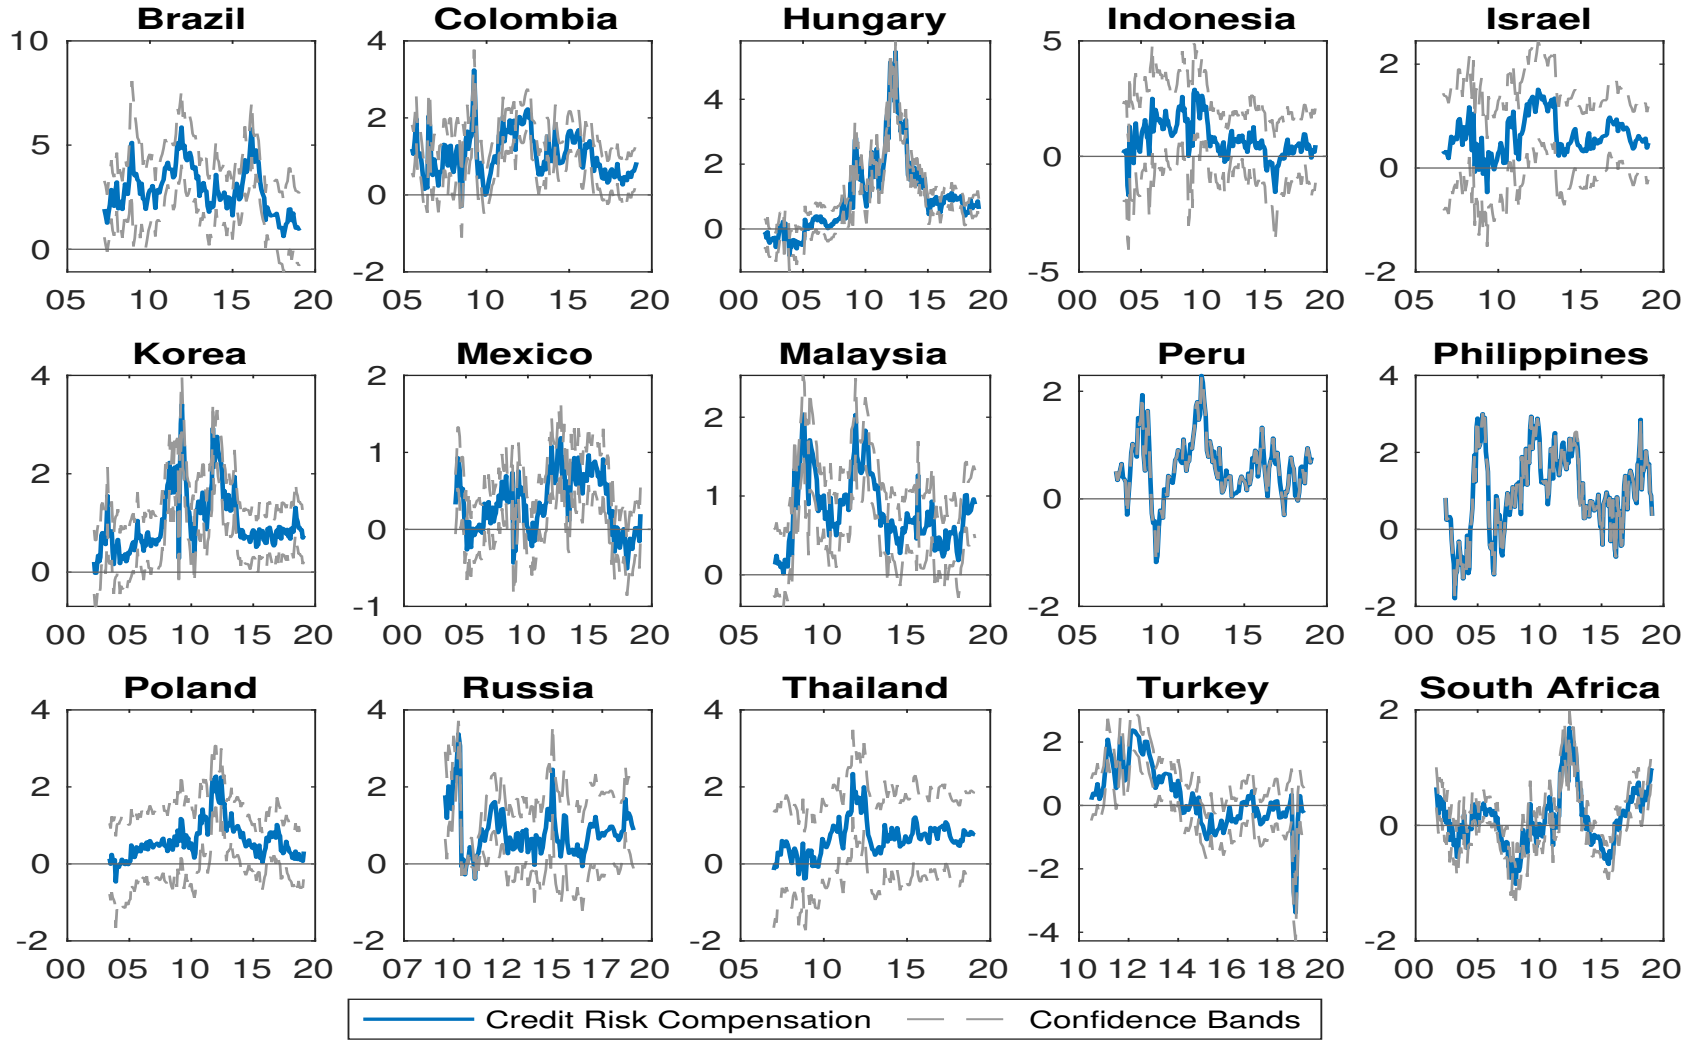 Brazil Colombia Hungary Indonesia Israel
10 4 4 5 2
5 2 2 0 0
0 0 0 -5 -2
-2
05 10 15 20 00 05 10 15 20 00 05 10 15 20 00 05 10 15 20 05 10 15 20
Korea Mexico Malaysia Peru Philippines
4 2 2 2 4
2 1 1 0 2
0 0 0 -2 0
-1 -2
00 05 10 15 20 00 05 10 15 20 05 10 15 20 05 10 15 20 00 05 10 15 20
Poland Russia Thailand Turkey South Africa
4 4 4 2 2
2 2 2 0 0
0 0 0 -2 -2
-2 -2 -2 -4
00 05 10 15 20 07 10 12 15 17 20 05 10 15 20 10 12 14 16 18 20 00 05 10 15 20
Credit Risk Compensation Confidence Bands